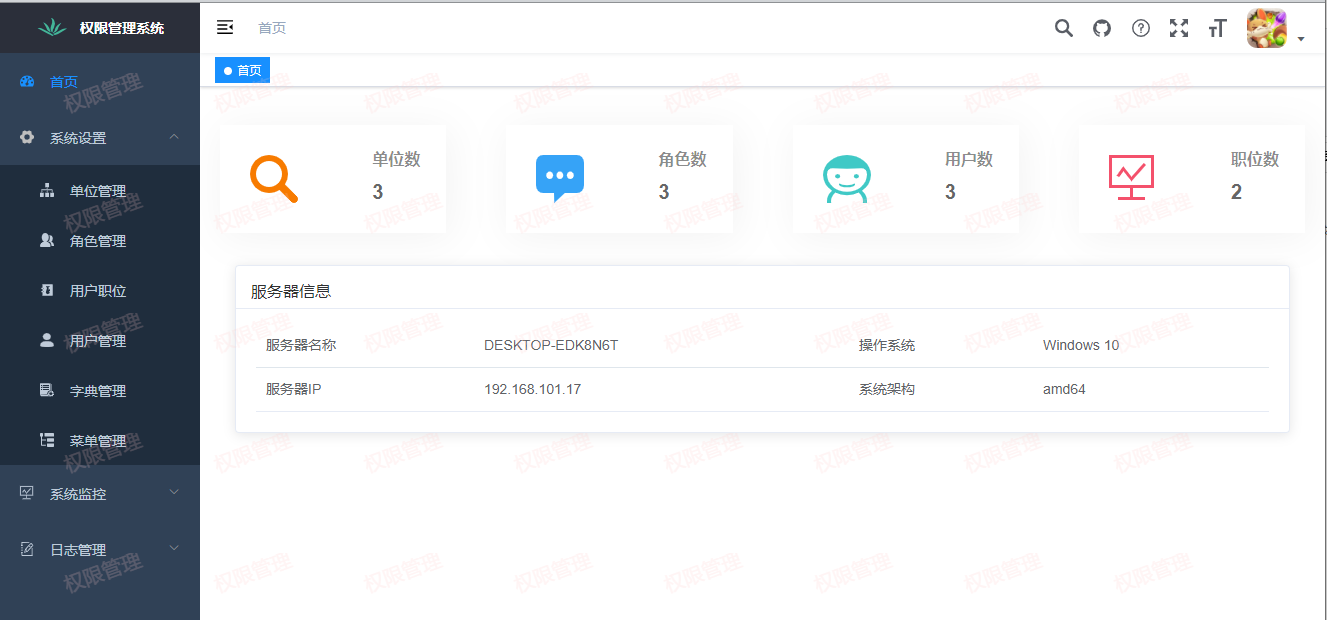 权限管理系统
首页
首页
首页
系统设置
单位管理
角色管理
用户职位
用户管理
字典管理
菜单管理
系统监控
日志管理
单位数
3
角色数
3
用户数
3
职位数
2
服务器信息
服务器名称 DESKTOP-EDK8N6T 操作系统 Windows 10
服务器IP 192.168.101.17 系统架构 amd64
权限管理